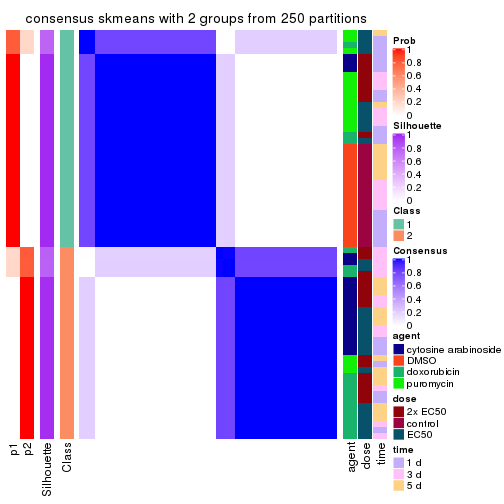 consensus skmeans with 2 groups from 250 partitions
Prob
1
0.8
0.6
0.4
0.2
0
Silhouette
1
0.8
0.6
0.4
0.2
0
Class
1
2
Consensus
1
0.8
0.6
0.4
0.2
0
agent
cytosine arabinoside
DMSO
doxorubicin
puromycin
dose
2x EC50
control
EC50
time
1 d
3 d
5 d
p1
p2
Silhouette
Class
agent
dose
time